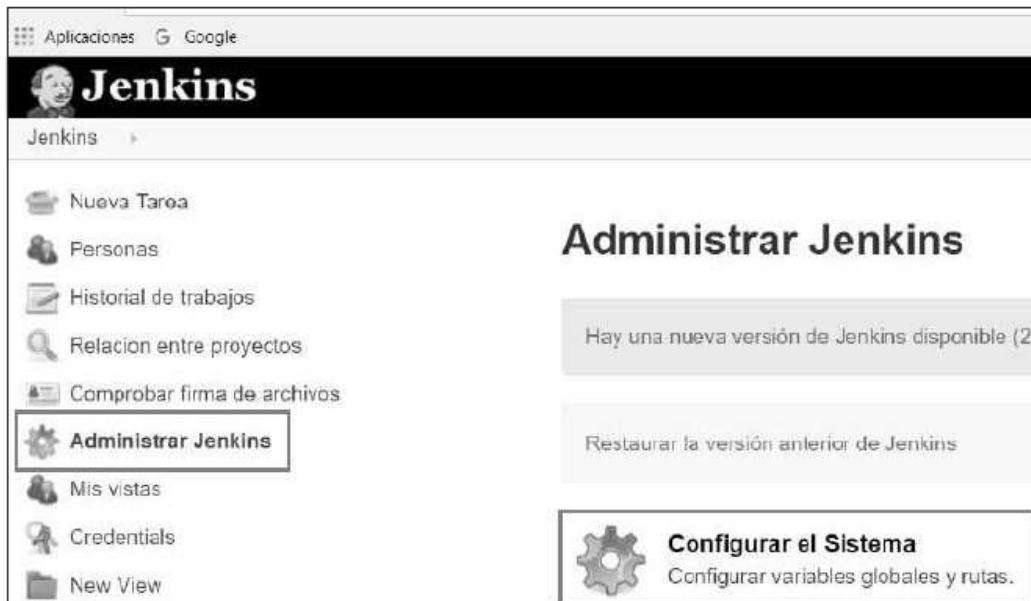 Aplicaciones G Google
Jenkins
Jenkins
Nueva Tarea
Personas
Historial de trabajos
Relacion entre proyectos
Comprobar firma de archivos
Administrar Jenkins
Mis vistas
Credentials
New View
Administrar Jenkins
Hay una nueva versión de Jenkins disponible (2
Restaurar la versión anterior de Jenkins
Configurar el Sistema
Configurar variables globales y rutas.